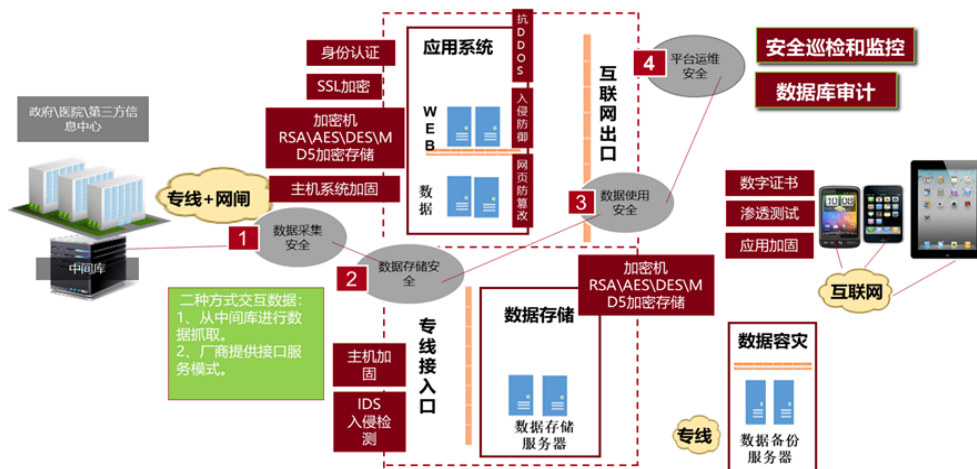 政府\医院\第三方信
息中心
专线+网闸
中间库
1
数据采集
安全
二种方式交互数据:
1、从中间库进行数
据抓取。
2、厂商提供接口服
务模式。
身份认证
SSL加密
加密机
RSA\AES\DES\M
D5加密存储
主机系统加固
应用系统
WEB
数据
抗DDOS
入侵防御
网页防篡改
互联网出口
2
数据存储安
全
3
数据使用
安全
4
平台运维
安全
安全巡检和监控
数据库审计
数字证书
渗透测试
应用加固
互联网
加密机
RSA\AES\DES\M
D5加密存储
主机加
固
IDS
入侵检
测
专线接入口
数据存储
数据存储
服务器
专线
数据容灾
数据备份
服务器